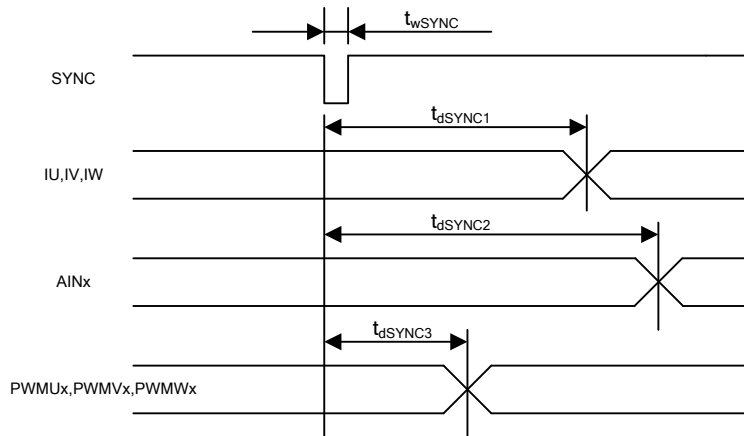 twSYNC
SYNC
tdSYNC1
IU,IV,IW
tdSYNC2
AINx
tdSYNC3
PWMUx,PWMVx,PWMWx